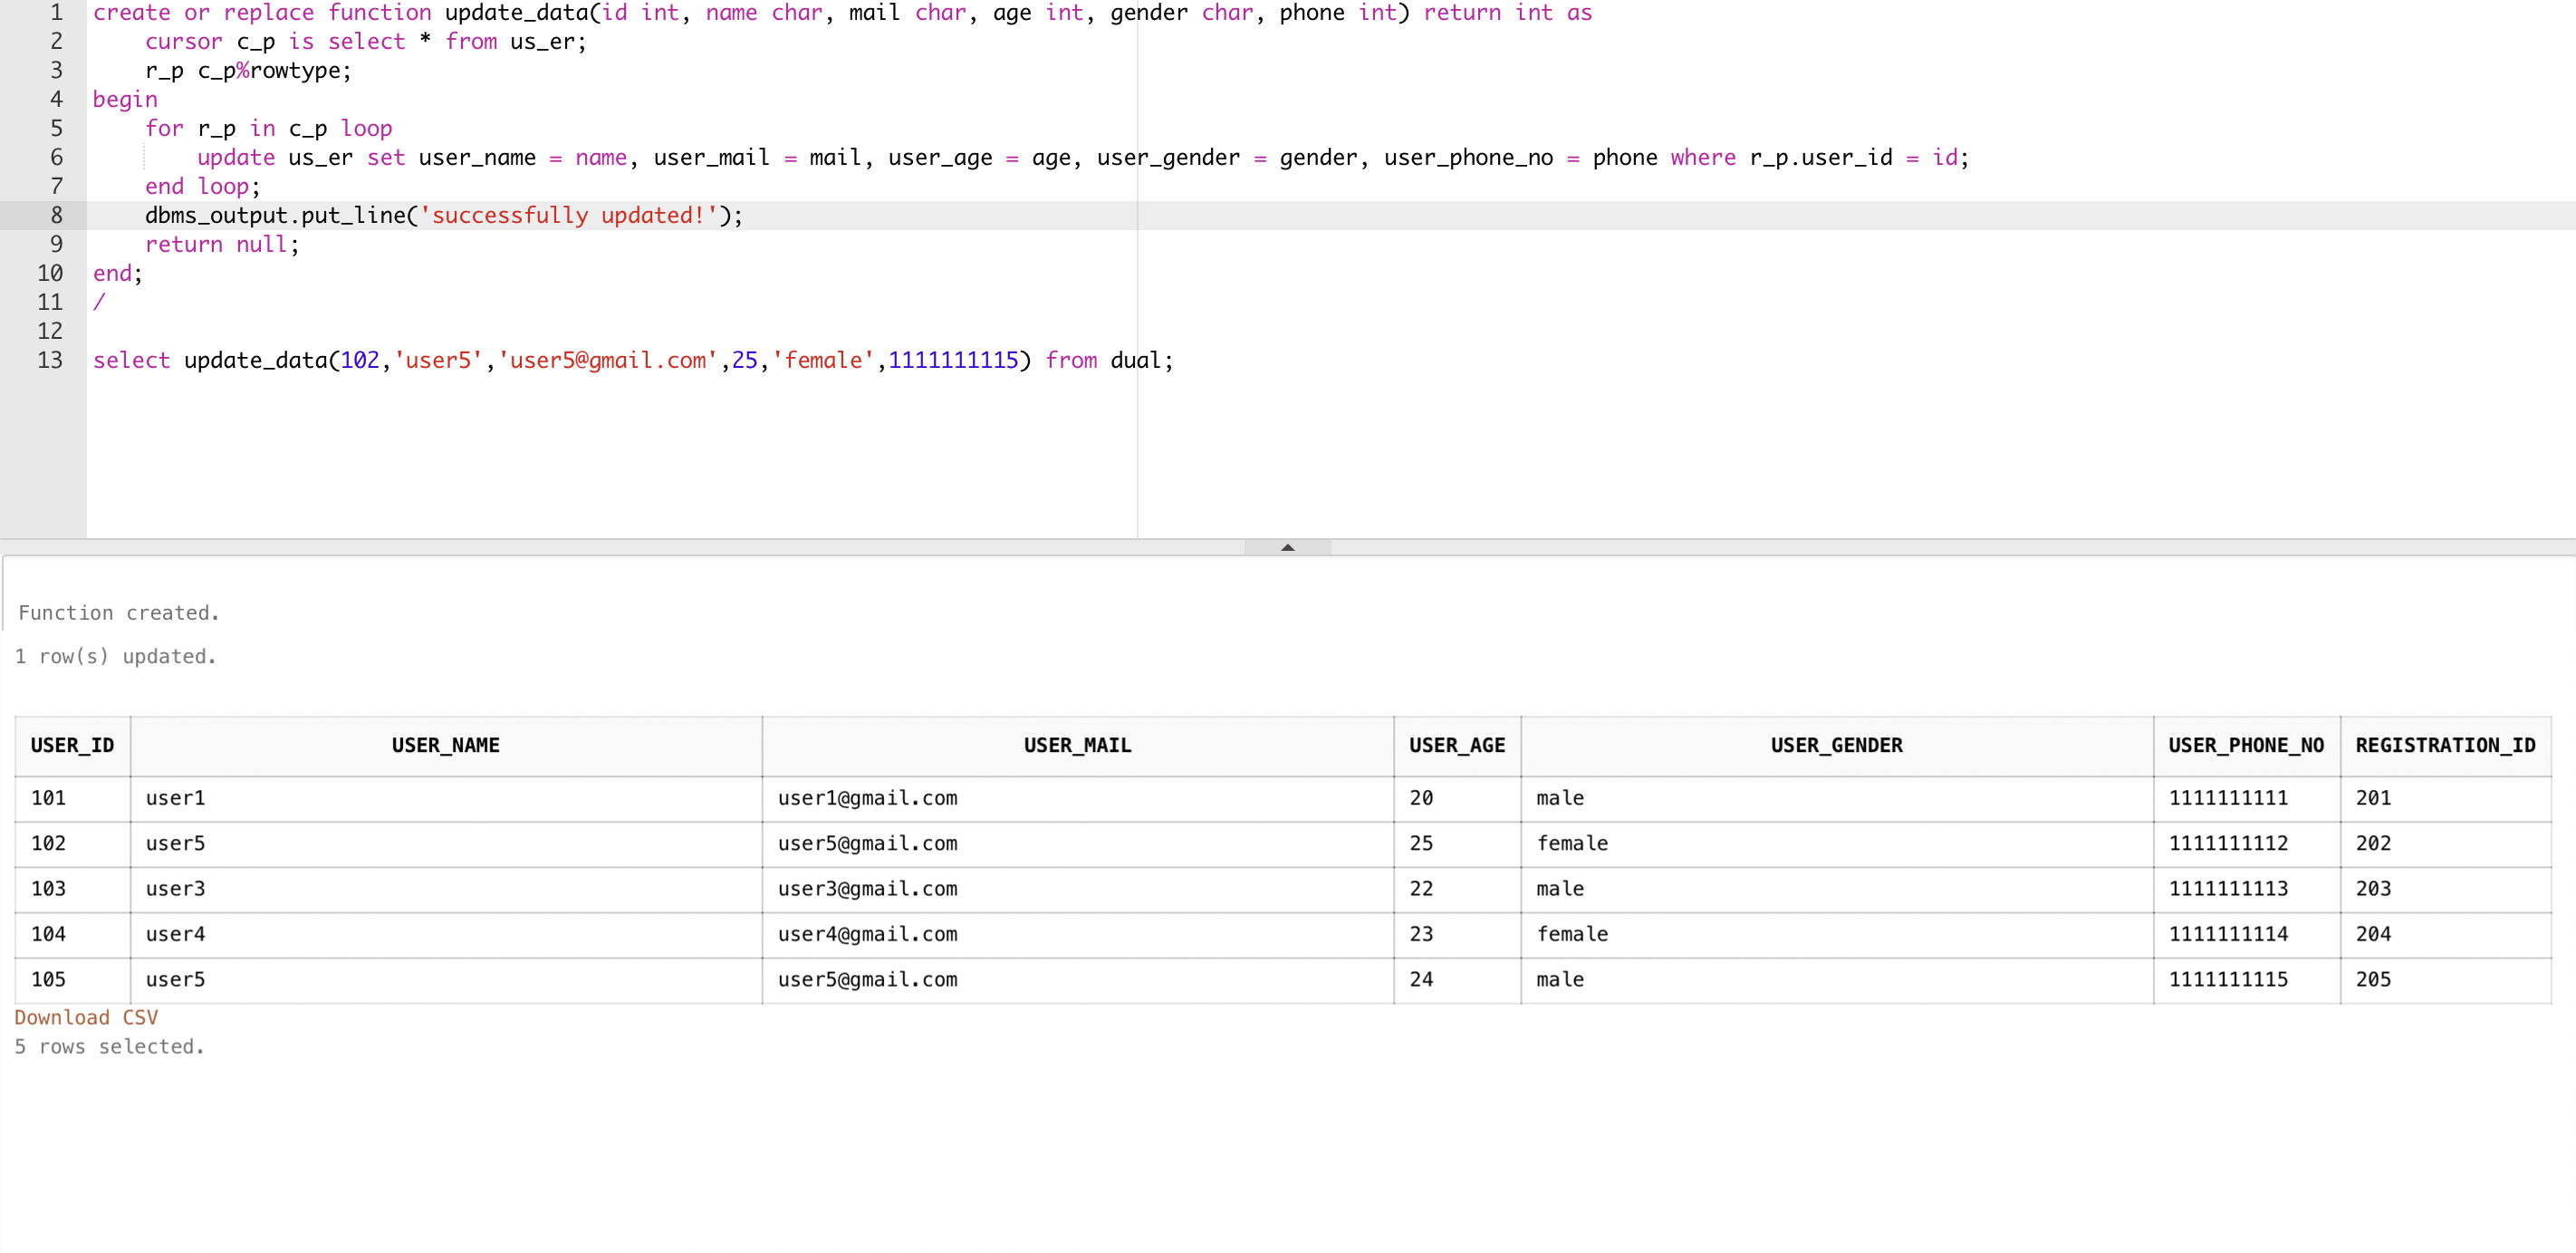 1 create or replace function update_data(id int, name char, mail char, age int, gender char, phone int) return int as
2 cursor c_p is select * from us_er;
3 r_p c_p%rowtype;
4 begin
5 for r_p in c_p loop
6 update us_er set user_name = name, user_mail = mail, user_age = age, user_gender = gender, user_phone_no = phone where r_p.user_id = id;
7 end loop;
8 dbms_output.put_line('successfully updated!');
9 return null;
10 end;
11 /
12
13 select update_data(102,'user5','user5@gmail.com',25,'female',1111111115) from dual;
Function created.
1 row(s) updated.
USER_ID USER_NAME USER_MAIL USER_AGE USER_GENDER USER_PHONE_NO REGISTRATION_ID
101 user1 user1@gmail.com 20 male 1111111111 201
102 user5 user5@gmail.com 25 female 1111111112 202
103 user3 user3@gmail.com 22 male 1111111113 203
104 user4 user4@gmail.com 23 female 1111111114 204
105 user5 user5@gmail.com 24 male 1111111115 205
Download CSV
5 rows selected.